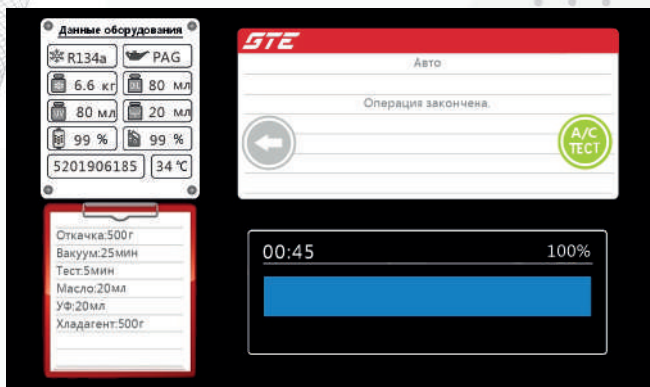 Данные оборудования
R134a PAG
6.6 кг 80 мл
80 мл 20 мл
99 % 99 %
5201906185 34 ℃
Откачка:500г
Вакуум:25мин
Тест:5мин
Масло:20мл
УФ:20мл
Хладагент:500г
GTE
Авто
Операция закончена.
A/C
ТЕСТ
00:45 100%